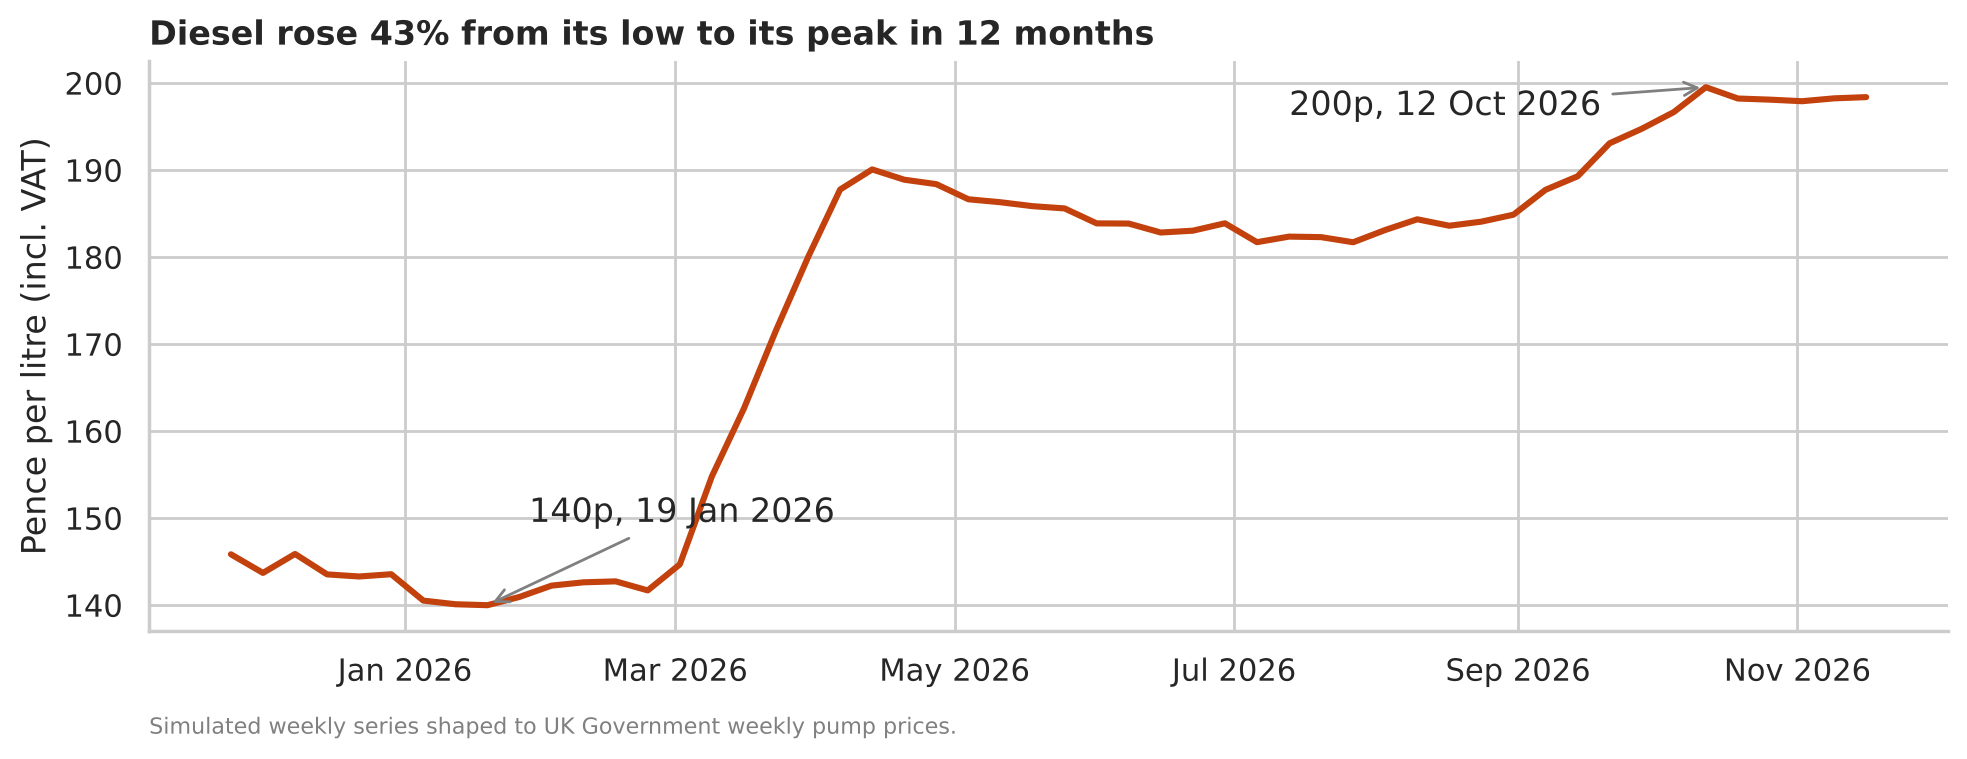 Diesel rose 43% from its low to its peak in 12 months
Pence per litre (incl. VAT)
200
190
180
170
160
150
140
200p, 12 Oct 2026
140p, 19 Jan 2026
Jan 2026
Mar 2026
May 2026
Jul 2026
Sep 2026
Nov 2026
Simulated weekly series shaped to UK Government weekly pump prices.